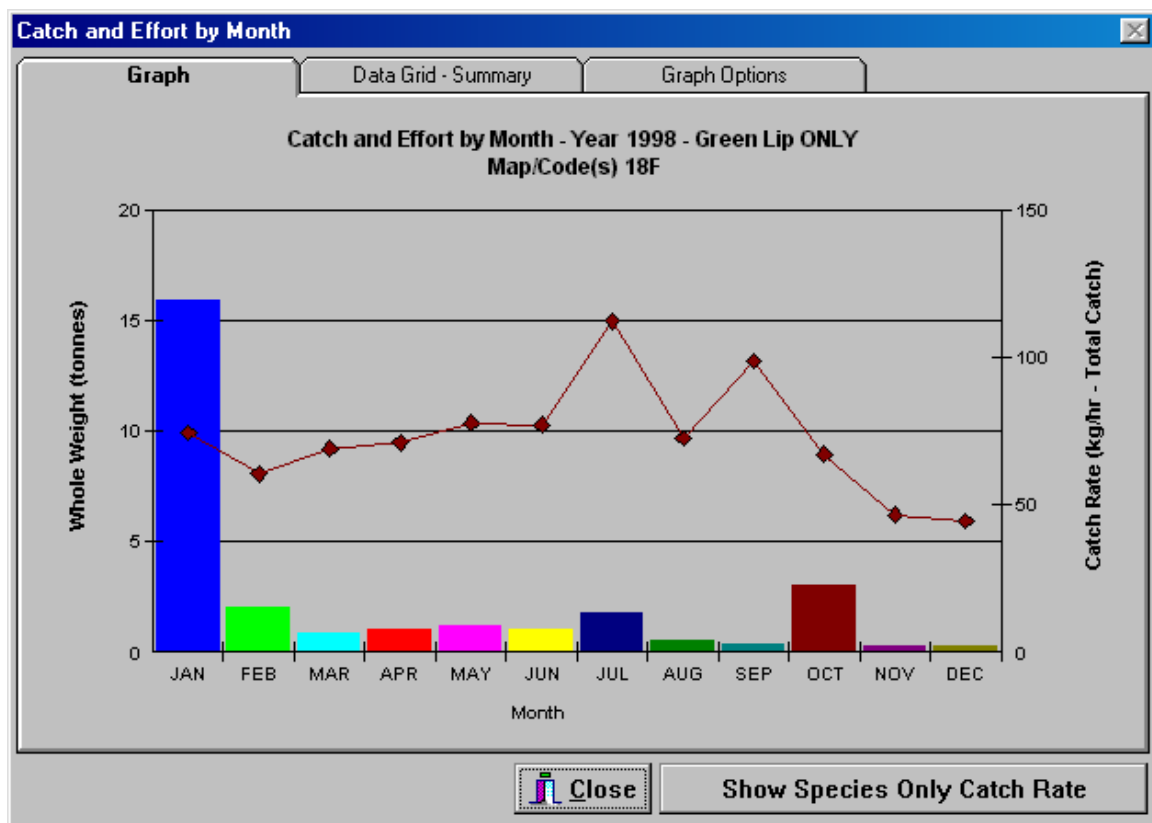 Catch and Effort by Month
Graph
Data Grid - Summary
Graph Options
Catch and Effort by Month - Year 1998 - Green Lip ONLY
Map/Code(s) 18F
Whole Weight (tonnes)
20
15
10
5
0
150
100
50
0
Catch Rate (kg/hr - Total Catch)
JAN FEB MAR APR MAY JUN JUL AUG SEP OCT NOV DEC
Month
Close
Show Species Only Catch Rate